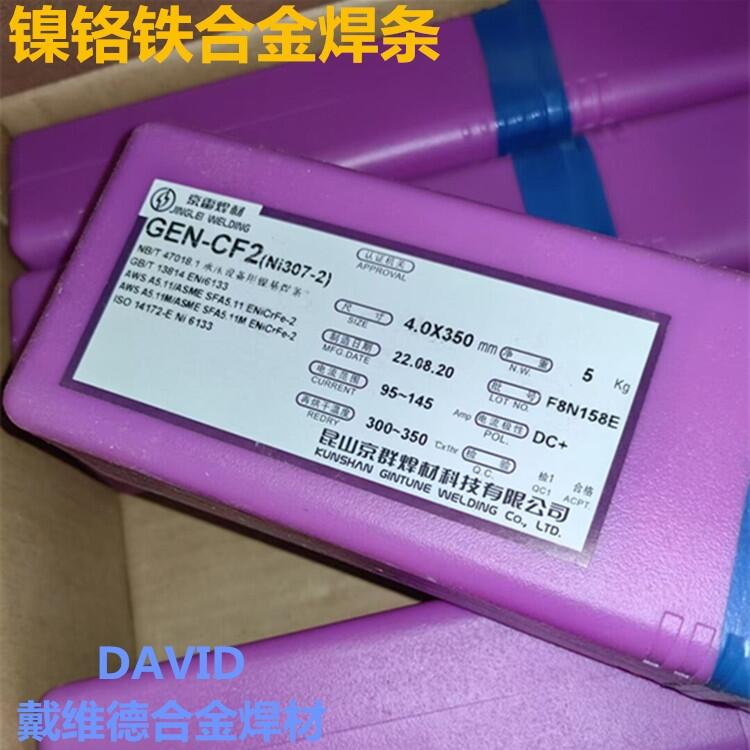 镍铬铁合金焊条
京雷焊材
JINGLEI WELDING
GEN-CF2(Ni307-2)
NB/T 47018.1 承压设备用镍基焊条
GB/T 13814 ENi6133
AWS A5.11/ASME SFA5.11 ENiCrFe-2
AWS A5.11M/ASME SFA5.11M ENiCrFe-2
ISO 14172-E Ni 6133
认证机关
APPROVAL
尺 寸
SIZE
4.0X350 mm
净 重
N.W.
5 Kg
制造日期
MFG.DATE
22.08.20
批 号
LOT NO.
F8N158E
电流范围
CURRENT
95~145 Amp
电流极性
POL.
DC+
再烘干温度
REDRY
300~350 ℃x1hr
检 验
Q.C.
检1
QC1
合格
ACPT.
昆山京群焊材科技有限公司
KUNSHAN GINTUNE WELDING CO., LTD.
DAVID
戴维德合金焊材